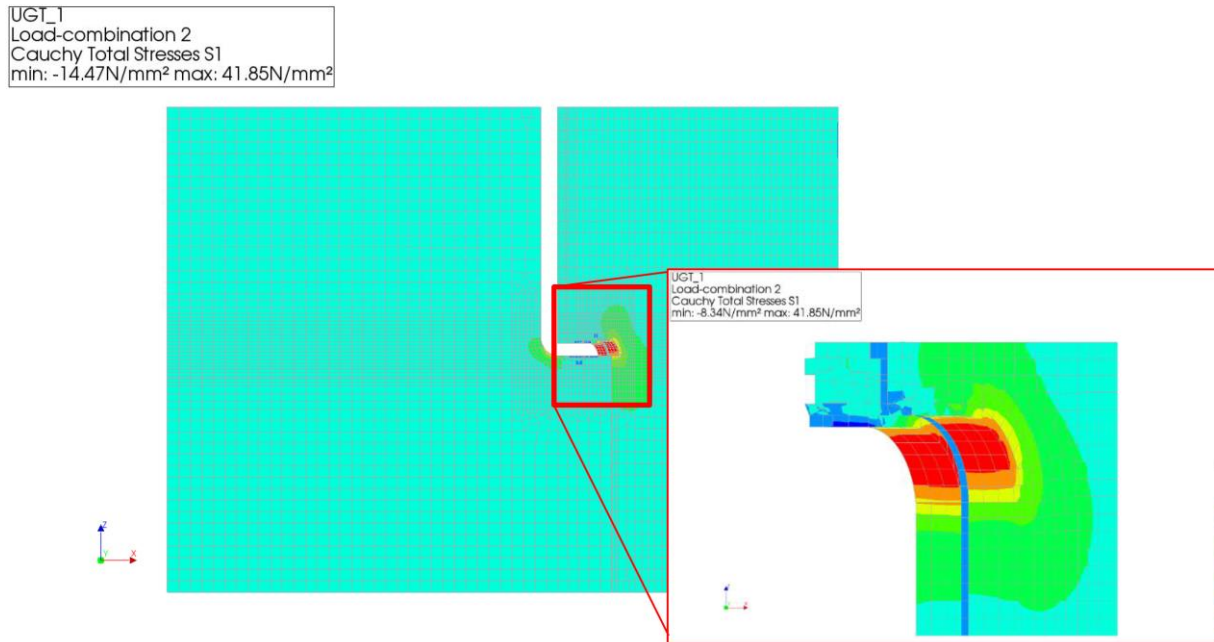 UGT_1
Load-combination 2
Cauchy Total Stresses S1
min: -14.47N/mm² max: 41.85N/mm²
UGT_1
Load-combination 2
Cauchy Total Stresses S1
min: -8.34N/mm² max: 41.85N/mm²
Z
Y
X